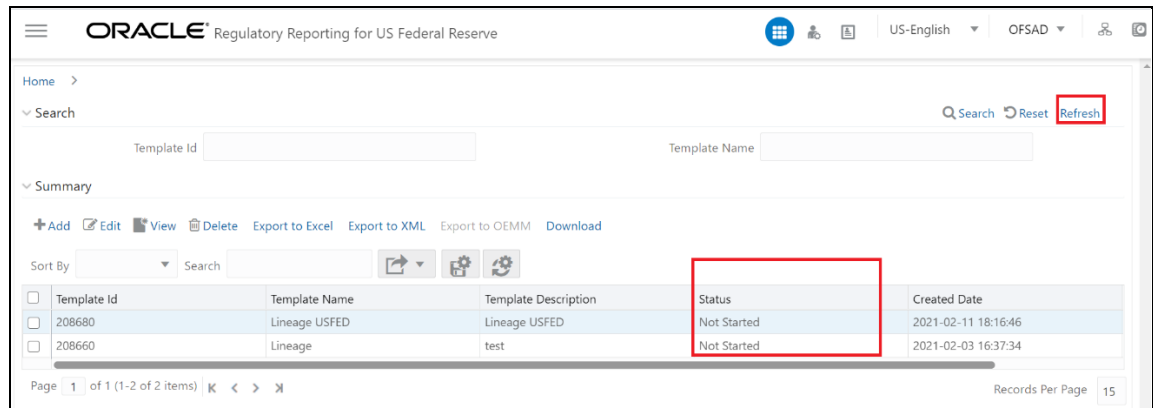 ORACLE® Regulatory Reporting for US Federal Reserve US-English OFSAD
Home >
Search Search Reset Refresh
Template Id Template Name
Summary
Add Edit View Delete Export to Excel Export to XML Export to OEMM Download
Sort By Search
Template Id Template Name Template Description Status Created Date
208680 Lineage USFED Lineage USFED Not Started 2021-02-11 18:16:46
208660 Lineage test Not Started 2021-02-03 16:37:34
Page 1 of 1 (1-2 of 2 items) Records Per Page 15